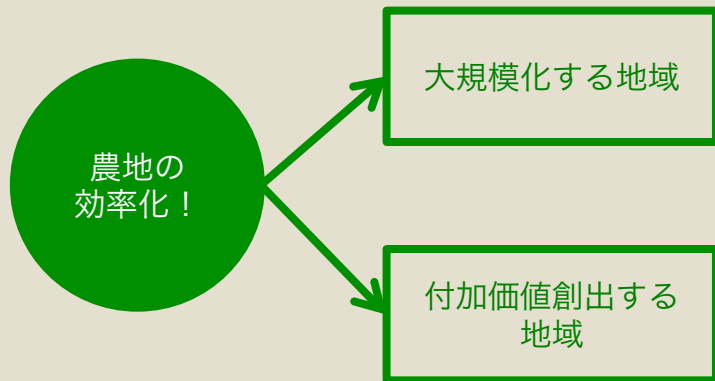 農地の
効率化！
大規模化する地域
付加価値創出する
地域